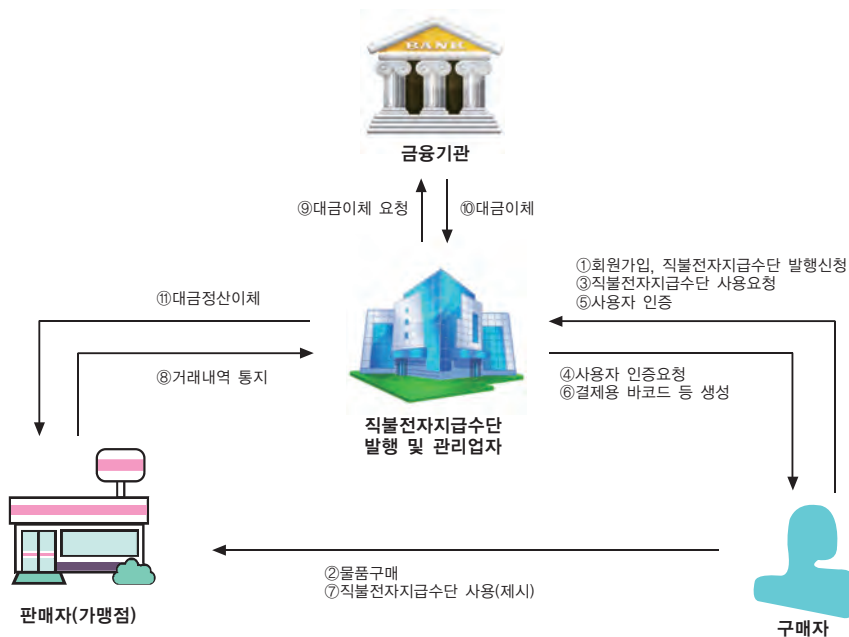 BANB
금융기관
⑨대금이체 요청
⑩대금이체
①회원가입, 직불전자지급수단 발행신청
③직불전자지급수단 사용요청
⑤사용자 인증
⑪대금정산이체
⑧거래내역 통지
④사용자 인증요청
⑥결제용 바코드 등 생성
직불전자지급수단
발행 및 관리업자
②물품구매
⑦직불전자지급수단 사용(제시)
판매자(가맹점)
구매자